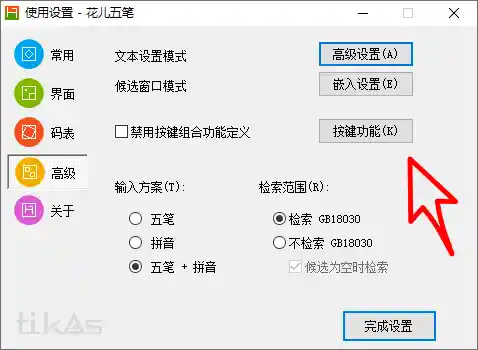 使用设置 - 花儿五笔
常用
界面
码表
高级
关于
文本设置模式
高级设置(A)
候选窗口模式
嵌入设置(E)
禁用按键组合功能定义
按键功能(K)
输入方案(T):
五笔
拼音
五笔 + 拼音
检索范围(R):
检索 GB18030
不检索 GB18030
候选为空时检索
tikAs
完成设置